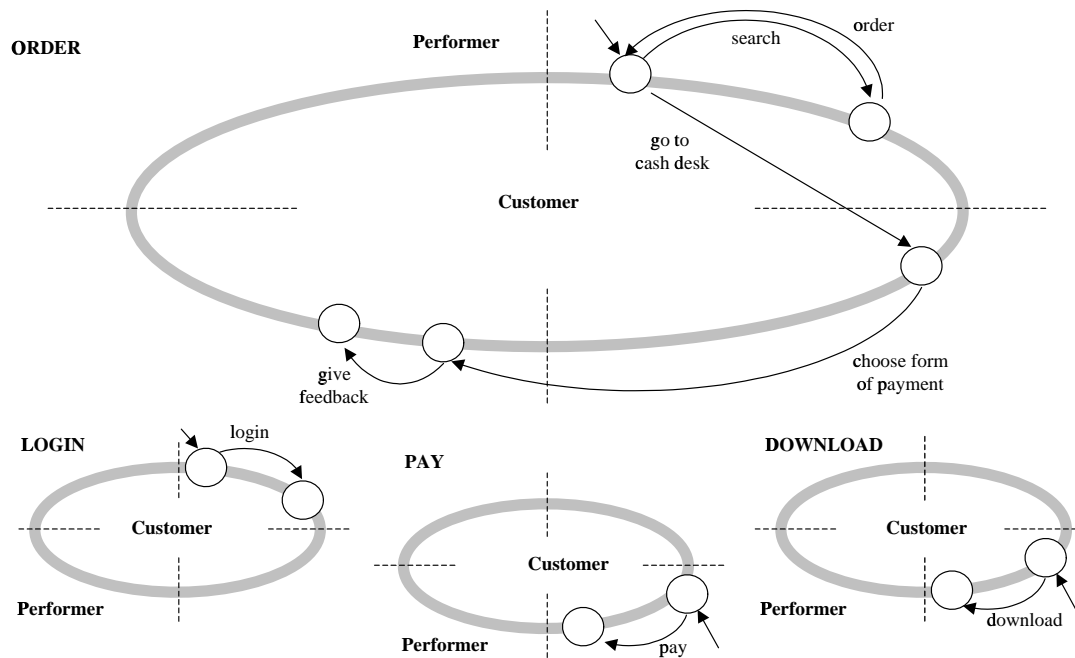 ORDER
Performer
search
order
go to
cash desk
Customer
choose form
of payment
give
feedback
LOGIN
login
Customer
Performer
PAY
Customer
Performer
pay
DOWNLOAD
Customer
Performer
download